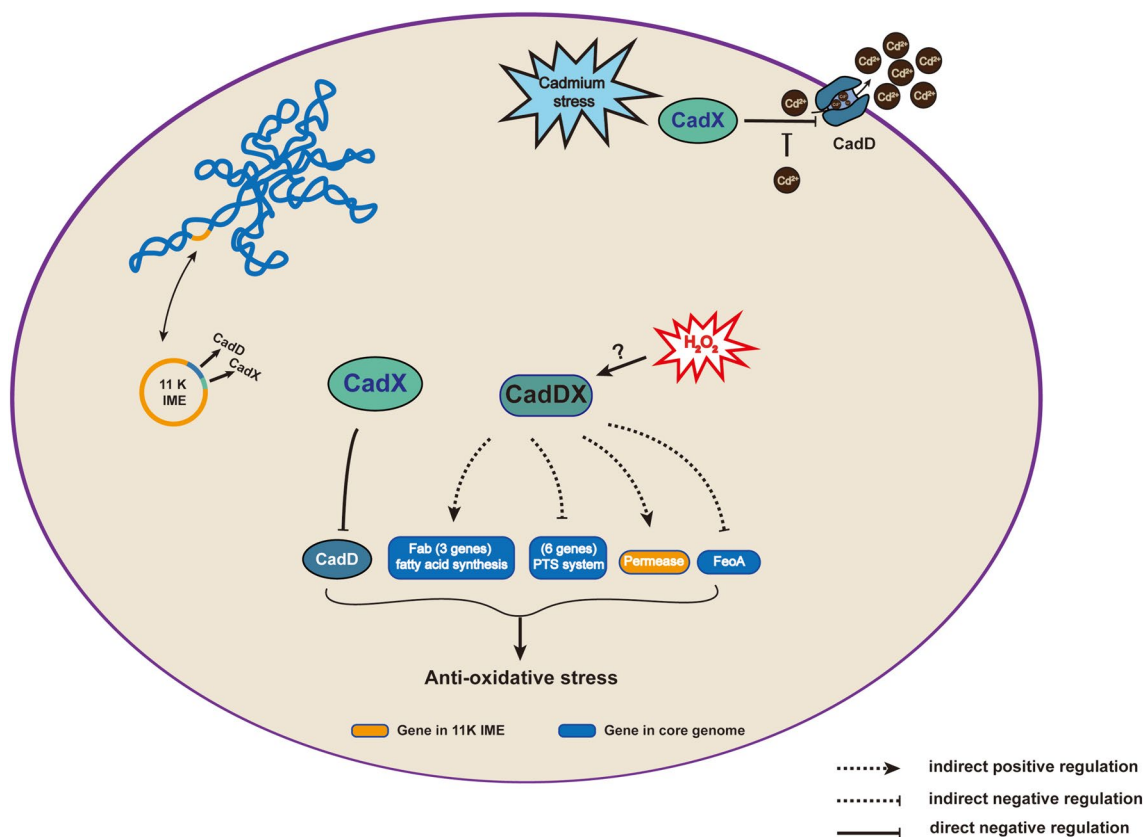 Cadmium
stress
CadX
Cd²⁺
Cd²⁺
Cd²⁺
Cd²⁺
Cd²⁺
Cd²⁺
Cd²⁺
Cd²⁺
CadD
Cd²⁺
CadD
CadX
11 K
IME
CadX
?
H₂O₂
CadDX
CadD
Fab (3 genes)
fatty acid synthesis
(6 genes)
PTS system
Permease
FeoA
Anti-oxidative stress
Gene in 11K IME
Gene in core genome
indirect positive regulation
indirect negative regulation
direct negative regulation